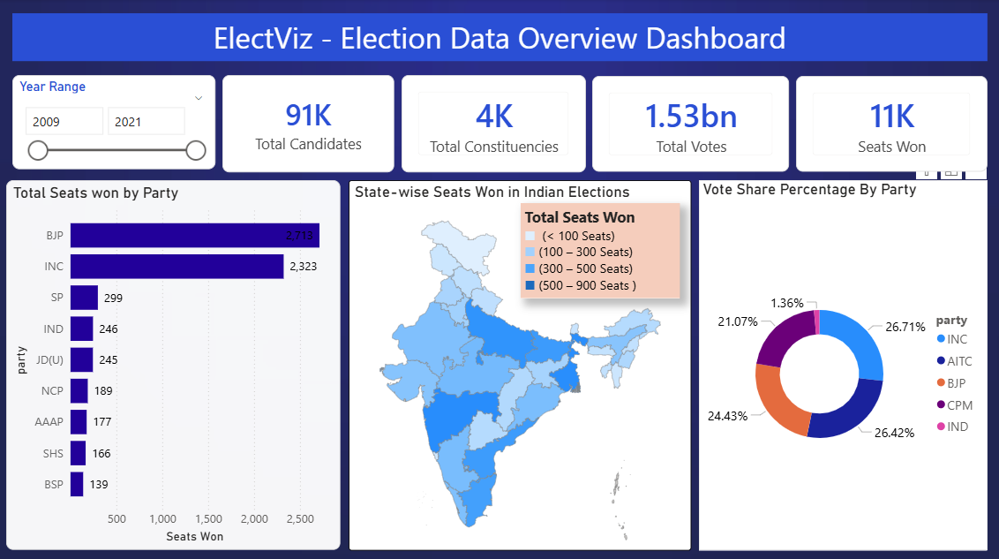 ElectViz - Election Data Overview Dashboard
Year Range
2009 2021
91K
Total Candidates
4K
Total Constituencies
1.53bn
Total Votes
11K
Seats Won
Total Seats won by Party
party
BJP 2,713
INC 2,323
SP 299
IND 246
JD(U) 245
NCP 189
AAAP 177
SHS 166
BSP 139
500 1,000 1,500 2,000 2,500
Seats Won
State-wise Seats Won in Indian Elections
Total Seats Won
(< 100 Seats)
(100 – 300 Seats)
(300 – 500 Seats)
(500 – 900 Seats )
Vote Share Percentage By Party
1.36%
21.07%
26.71%
24.43%
26.42%
party
INC
AITC
BJP
CPM
IND